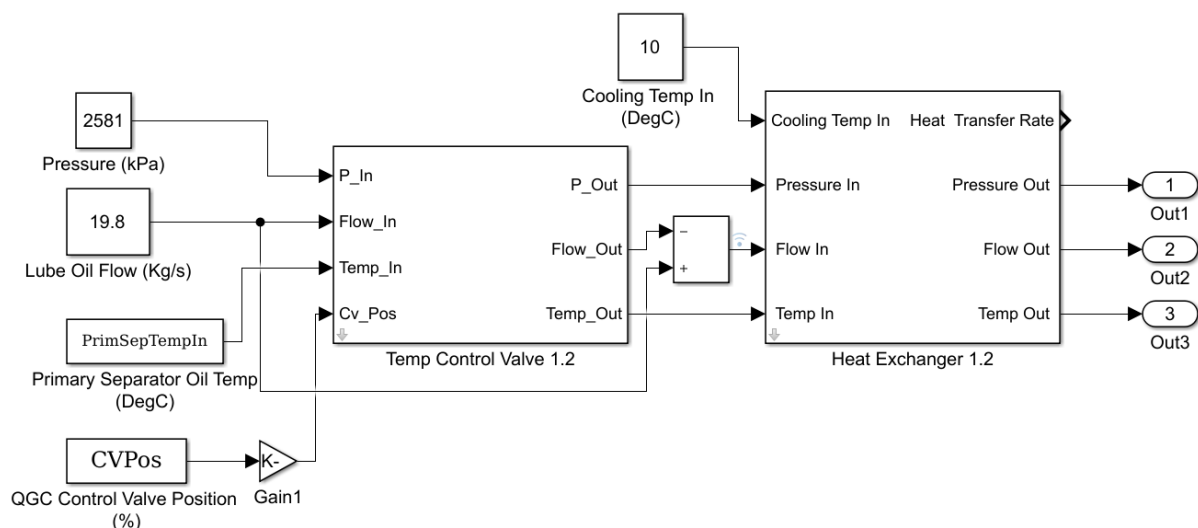 10
Cooling Temp In
(DegC)
2581
Pressure (kPa)
19.8
Lube Oil Flow (Kg/s)
PrimSepTempIn
Primary Separator Oil Temp
(DegC)
CVPos
QGC Control Valve Position
(%)
K-
Gain1
P_In
Flow_In
Temp_In
Cv_Pos
P_Out
Flow_Out
Temp_Out
Temp Control Valve 1.2
−
+
Cooling Temp In
Heat Transfer Rate
Pressure In
Pressure Out
Flow In
Flow Out
Temp In
Temp Out
Heat Exchanger 1.2
1
Out1
2
Out2
3
Out3